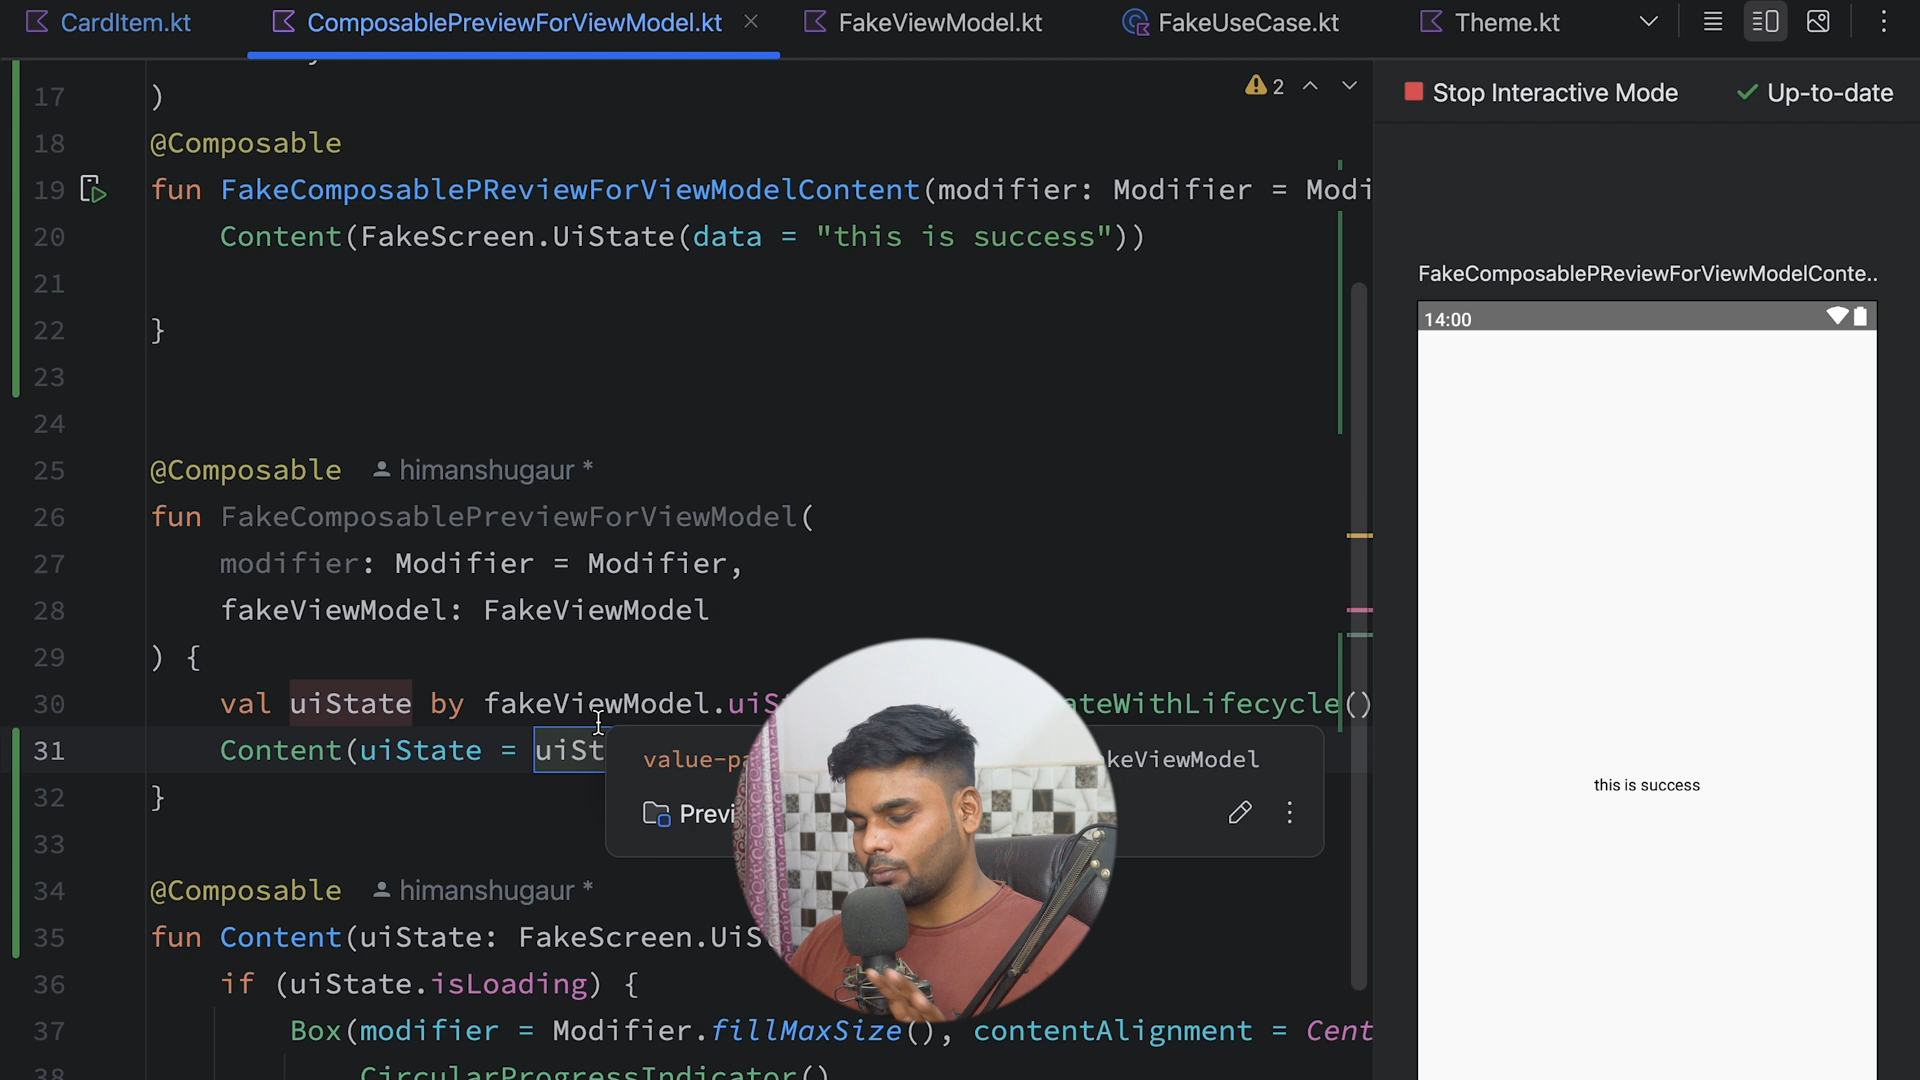 CardItem.kt
ComposablePreviewForViewModel.kt
FakeViewModel.kt
FakeUseCase.kt
Theme.kt
2
Stop Interactive Mode
Up-to-date
17 )
18 @Composable
19 fun FakeComposablePReviewForViewModelContent(modifier: Modifier = Modi
20 Content(FakeScreen.UiState(data = "this is success"))
21
22 }
23
24
25 @Composable himanshugaur *
26 fun FakeComposablePreviewForViewModel(
27 modifier: Modifier = Modifier,
28 fakeViewModel: FakeViewModel
29 ) {
30 val uiState by fakeViewModel.uiS ateWithLifecycle()
31 Content(uiState = uiSt
value-pa keViewModel
Previ
32 }
33
34 @Composable himanshugaur *
35 fun Content(uiState: FakeScreen.UiS
36 if (uiState.isLoading) {
37 Box(modifier = Modifier.fillMaxSize(), contentAlignment = Cent
38 CircularProgressIndicator()
FakeComposablePReviewForViewModelConte..
14:00
this is success